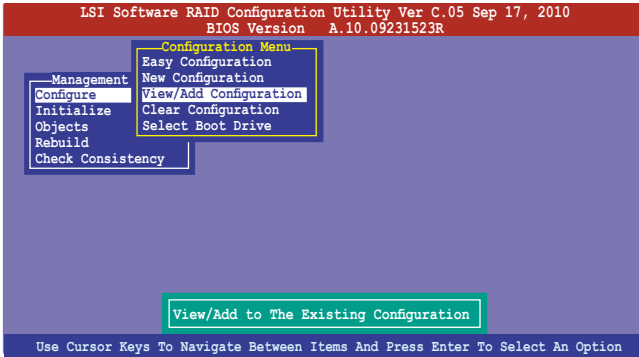 LSI Software RAID Configuration Utility Ver C.05 Sep 17, 2010
BIOS Version A.10.09231523R
Configuration Menu
Easy Configuration
New Configuration
View/Add Configuration
Clear Configuration
Select Boot Drive
Management
Configure
Initialize
Objects
Rebuild
Check Consistency
View/Add to The Existing Configuration
Use Cursor Keys To Navigate Between Items And Press Enter To Select An Option